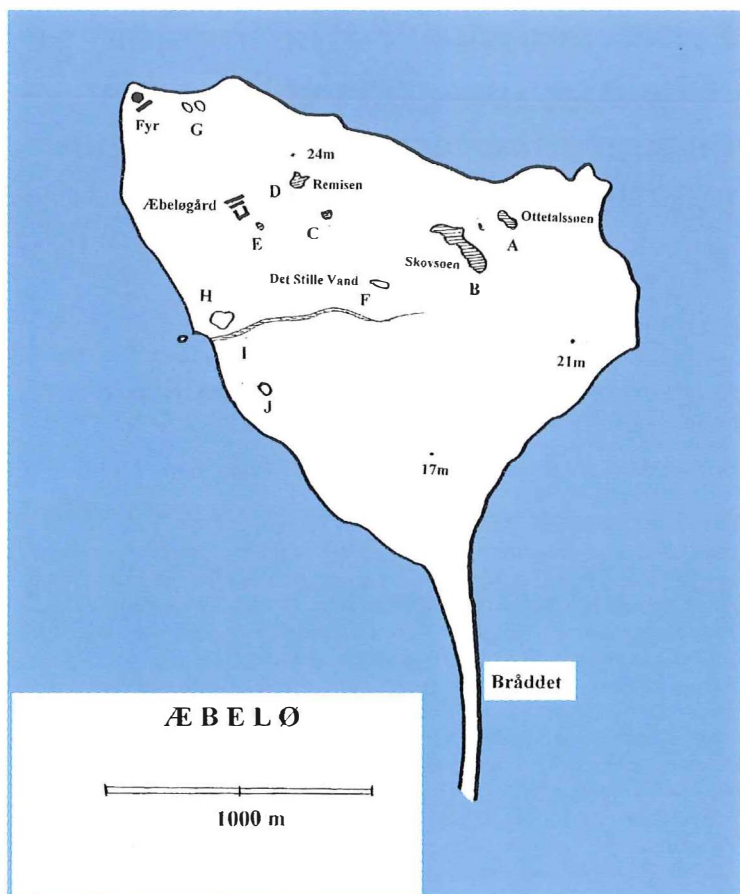 Fyr
G
24m
D
Remisen
Æbeløgård
E
C
Ottetalssøen
A
Skovsøen
B
Det Stille Vand
F
H
I
21m
J
17m
Bråddet
ÆBELØ
1000 m